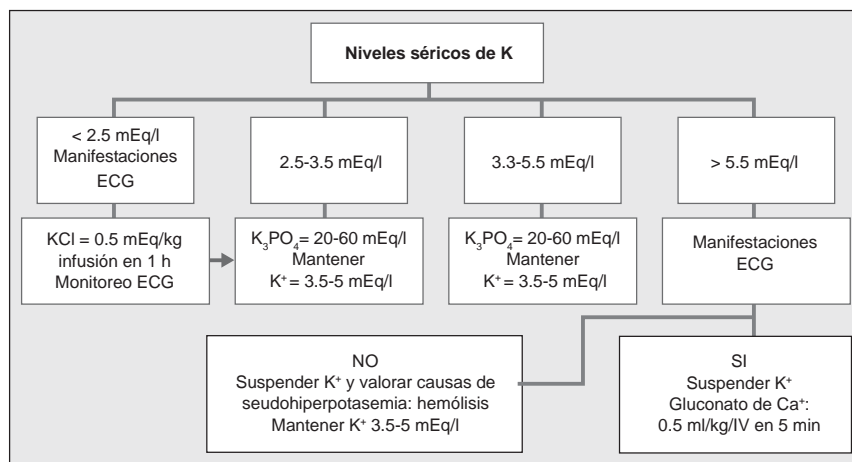 Niveles séricos de K
< 2.5 mEq/l
Manifestaciones
ECG
2.5-3.5 mEq/l
3.3-5.5 mEq/l
> 5.5 mEq/l
KCl = 0.5 mEq/kg
infusión en 1 h
Monitoreo ECG
K₃PO₄= 20-60 mEq/l
Mantener
K⁺ = 3.5-5 mEq/l
K₃PO₄= 20-60 mEq/l
Mantener
K⁺ = 3.5-5 mEq/l
Manifestaciones
ECG
NO
Suspender K⁺ y valorar causas de
seudohiperpotasemia: hemólisis
Mantener K⁺ 3.5-5 mEq/l
SI
Suspender K⁺
Gluconato de Ca⁺:
0.5 ml/kg/IV en 5 min